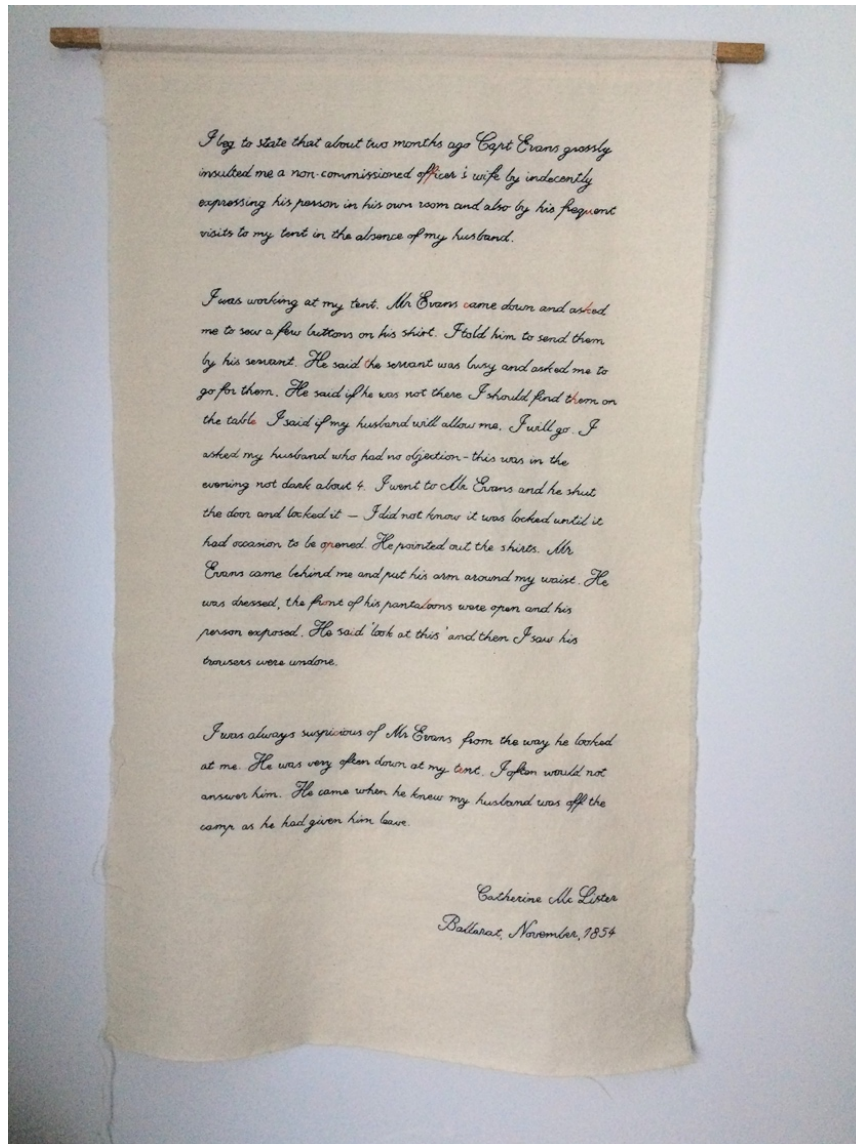 I beg to state that about two months ago Capt Evans grossly
insulted me a non-commissioned officer's wife by indecently
expressing his person in his own room and also by his frequent
visits to my tent in the absence of my husband.
I was working at my tent. Mr Evans came down and asked
me to sew a few buttons on his shirt. I told him to send them
by his servant. He said the servant was busy and asked me to
go for them. He said if he was not there I should find them on
the table I said if my husband will allow me, I will go. I
asked my husband who had no objection - this was in the
evening not dark about 4. I went to Mr Evans and he shut
the door and locked it — I did not know it was locked until it
had occasion to be opened. He pointed out the shirts. Mr
Evans came behind me and put his arm around my waist. He
was dressed, the front of his pantaloons were open and his
person exposed. He said 'look at this' and then I saw his
trousers were undone.
I was always suspicious of Mr Evans from the way he looked
at me. He was very often down at my tent. I often would not
answer him. He came when he knew my husband was off the
camp as he had given him leave.
Catherine Mc Lister
Ballarat, November, 1854